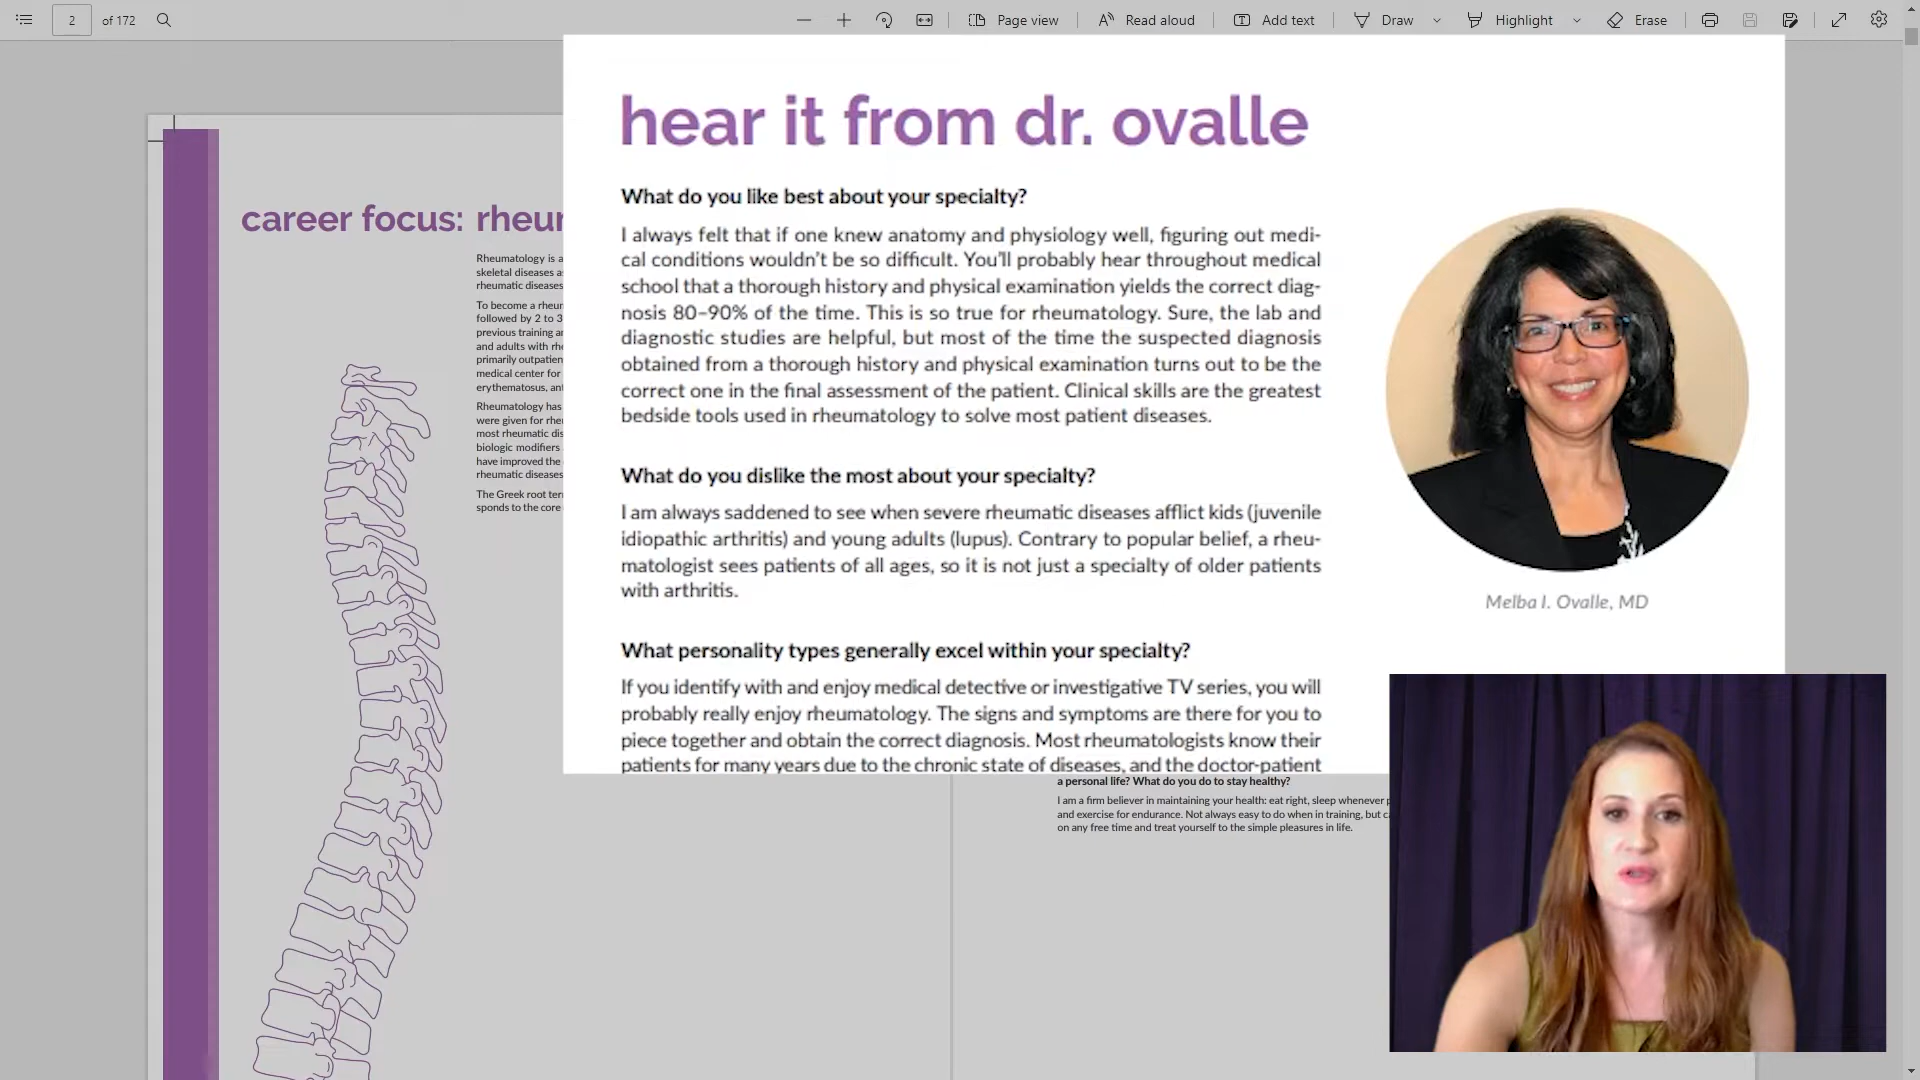 2 of 172
Page view
Read aloud
Add text
Draw
Highlight
Erase
career focus: rheu
Rheumatology is a
skeletal diseases a
rheumatic diseases
To become a rheu
followed by 2 to 3
previous training a
and adults with rh
primarily outpatien
medical center for
erythematosus, an
Rheumatology has
were given for rhe
most rheumatic dis
biologic modifiers
have improved the
rheumatic diseases
The Greek root ter
sponds to the core
hear it from dr. ovalle
What do you like best about your specialty?
I always felt that if one knew anatomy and physiology well, figuring out medi-
cal conditions wouldn't be so difficult. You'll probably hear throughout medical
school that a thorough history and physical examination yields the correct diag-
nosis 80–90% of the time. This is so true for rheumatology. Sure, the lab and
diagnostic studies are helpful, but most of the time the suspected diagnosis
obtained from a thorough history and physical examination turns out to be the
correct one in the final assessment of the patient. Clinical skills are the greatest
bedside tools used in rheumatology to solve most patient diseases.
What do you dislike the most about your specialty?
I am always saddened to see when severe rheumatic diseases afflict kids (juvenile
idiopathic arthritis) and young adults (lupus). Contrary to popular belief, a rheu-
matologist sees patients of all ages, so it is not just a specialty of older patients
with arthritis.
What personality types generally excel within your specialty?
If you identify with and enjoy medical detective or investigative TV series, you will
probably really enjoy rheumatology. The signs and symptoms are there for you to
piece together and obtain the correct diagnosis. Most rheumatologists know their
patients for many years due to the chronic state of diseases, and the doctor-patient
Melba I. Ovalle, MD
a personal life? What do you do to stay healthy?
I am a firm believer in maintaining your health: eat right, sleep whenever
and exercise for endurance. Not always easy to do when in training, but
on any free time and treat yourself to the simple pleasures in life.